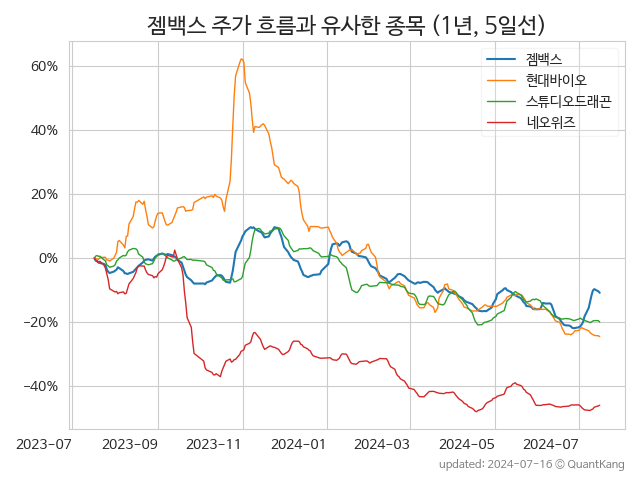 젬백스 주가 흐름과 유사한 종목 (1년, 5일선)
젬백스
현대바이오
스튜디오드래곤
네오위즈
60%
40%
20%
0%
−20%
−40%
2023-07 2023-09 2023-11 2024-01 2024-03 2024-05 2024-07
updated: 2024-07-16 © QuantKang